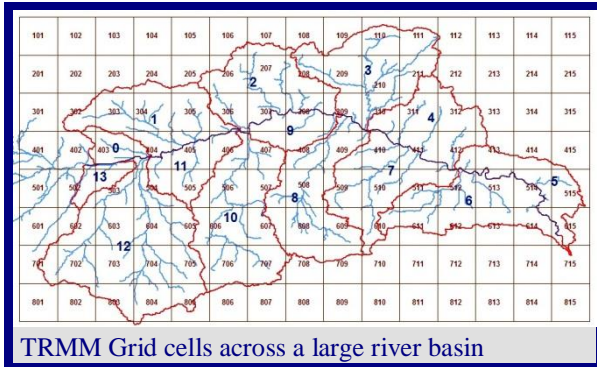 101 102 103 104 105 106 107 108 109 110 111 112 113 114 115
201 202 203 204 205 206 2 207 208 209 3 210 211 212 213 214 215
301 302 303 304 1 305 306 307 9 308 309 310 311 4 312 313 314 315
401 402 403 0 404 405 406 407 408 409 410 411 412 413 414 415
13 11 7 5
501 502 503 504 505 506 507 508 509 510 511 512 513 514 515
10 8 6
601 602 603 604 605 606 607 608 609 610 611 612 613 614 615
12
701 702 703 704 705 706 707 708 709 710 711 712 713 714 715
801 802 803 804 805 806 807 808 809 810 811 812 813 814 815
TRMM Grid cells across a large river basin